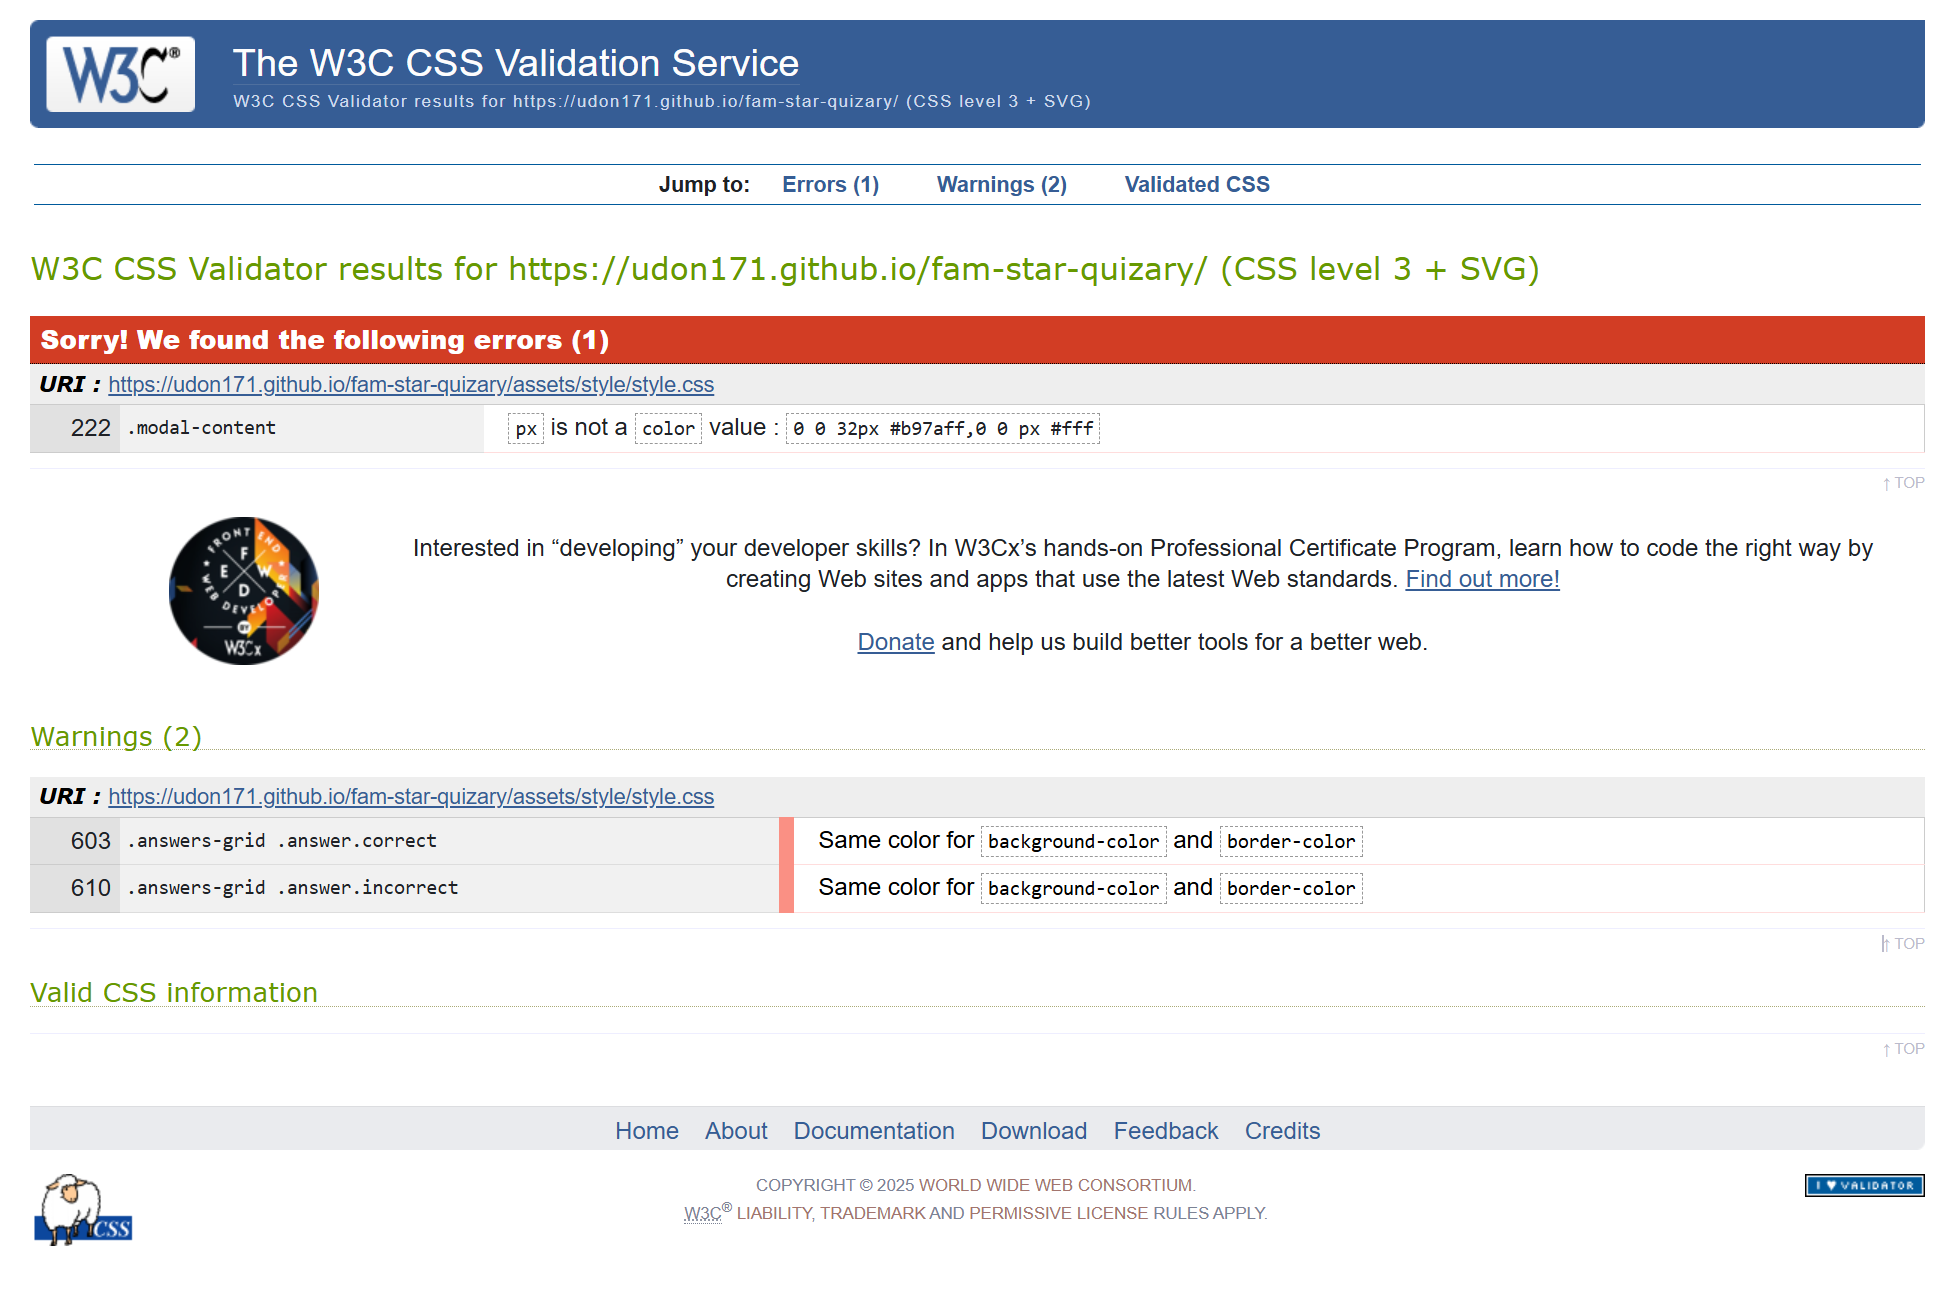 W3C®
The W3C CSS Validation Service
W3C CSS Validator results for https://udon171.github.io/fam-star-quizary/ (CSS level 3 + SVG)
Jump to: Errors (1) Warnings (2) Validated CSS
W3C CSS Validator results for https://udon171.github.io/fam-star-quizary/ (CSS level 3 + SVG)
Sorry! We found the following errors (1)
URI : https://udon171.github.io/fam-star-quizary/assets/style/style.css
222 .modal-content px is not a color value : 0 0 32px #b97aff,0 0 px #fff
↑ TOP
FRONT END
WEB DEVELOPER
F E W D
BY
W3Cx
Interested in “developing” your developer skills? In W3Cx’s hands-on Professional Certificate Program, learn how to code the right way by
creating Web sites and apps that use the latest Web standards. Find out more!
Donate and help us build better tools for a better web.
Warnings (2)
URI : https://udon171.github.io/fam-star-quizary/assets/style/style.css
603 .answers-grid .answer.correct Same color for background-color and border-color
610 .answers-grid .answer.incorrect Same color for background-color and border-color
↑ TOP
Valid CSS information
↑ TOP
Home About Documentation Download Feedback Credits
CSS
COPYRIGHT © 2025 WORLD WIDE WEB CONSORTIUM.
W3C® LIABILITY, TRADEMARK AND PERMISSIVE LICENSE RULES APPLY.
I ♥ VALIDATOR